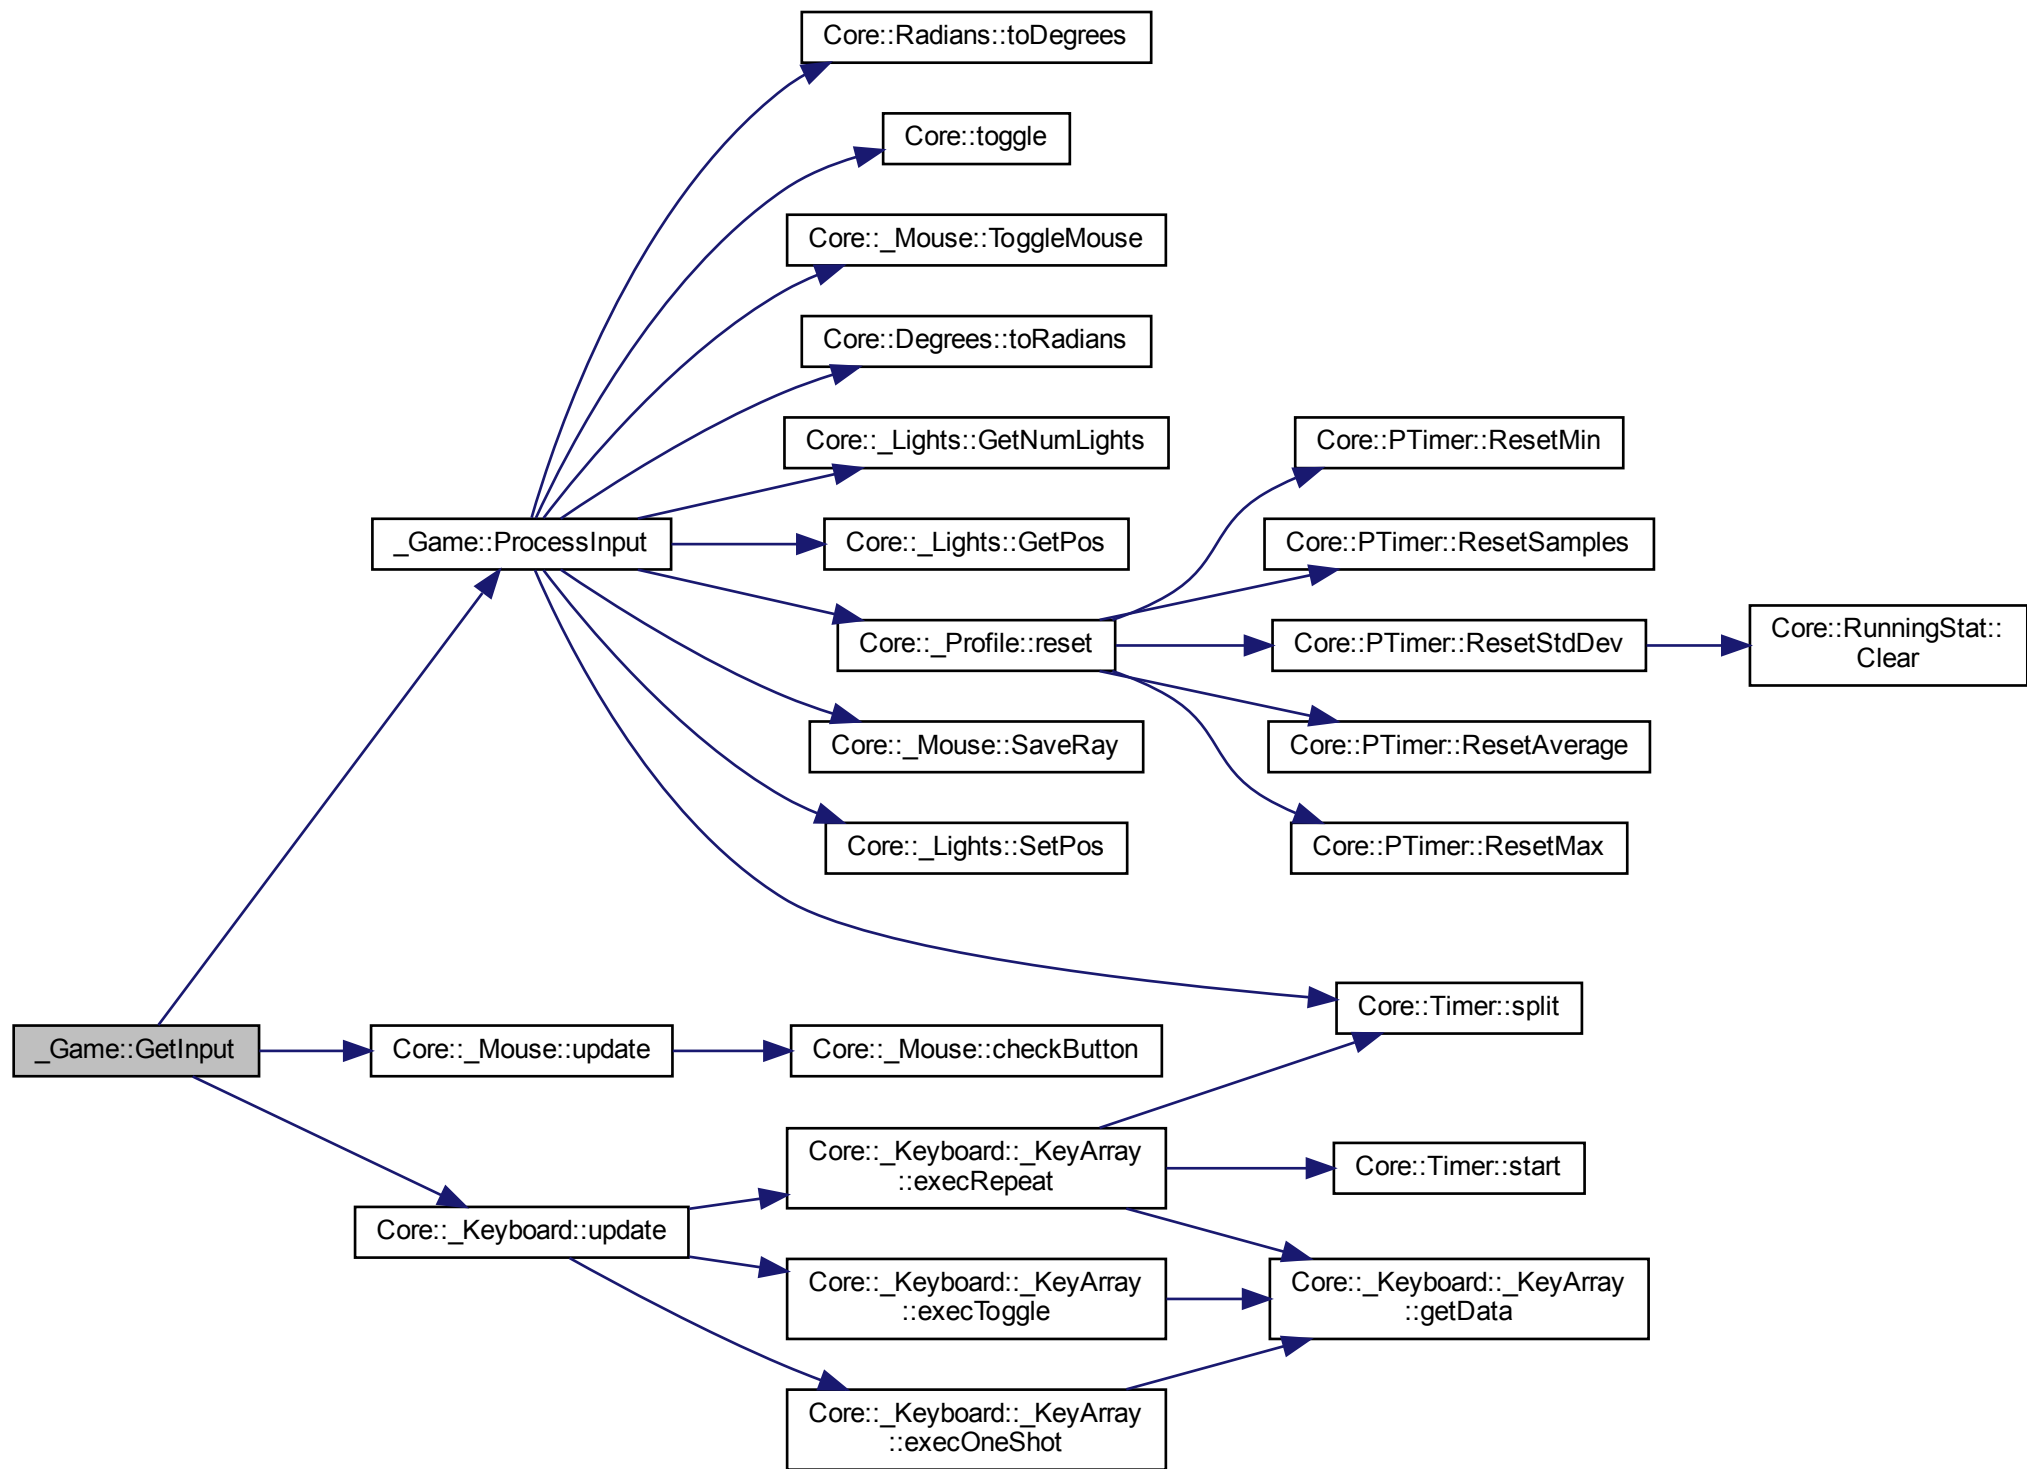 Core::Radians::toDegrees
Core::toggle
Core::_Mouse::ToggleMouse
Core::Degrees::toRadians
Core::_Lights::GetNumLights
Core::PTimer::ResetMin
_Game::ProcessInput
Core::_Lights::GetPos
Core::PTimer::ResetSamples
Core::_Profile::reset
Core::PTimer::ResetStdDev
Core::RunningStat::
Clear
Core::_Mouse::SaveRay
Core::PTimer::ResetAverage
Core::_Lights::SetPos
Core::PTimer::ResetMax
Core::Timer::split
_Game::GetInput
Core::_Mouse::update
Core::_Mouse::checkButton
Core::_Keyboard::_KeyArray
::execRepeat
Core::Timer::start
Core::_Keyboard::update
Core::_Keyboard::_KeyArray
::execToggle
Core::_Keyboard::_KeyArray
::getData
Core::_Keyboard::_KeyArray
::execOneShot